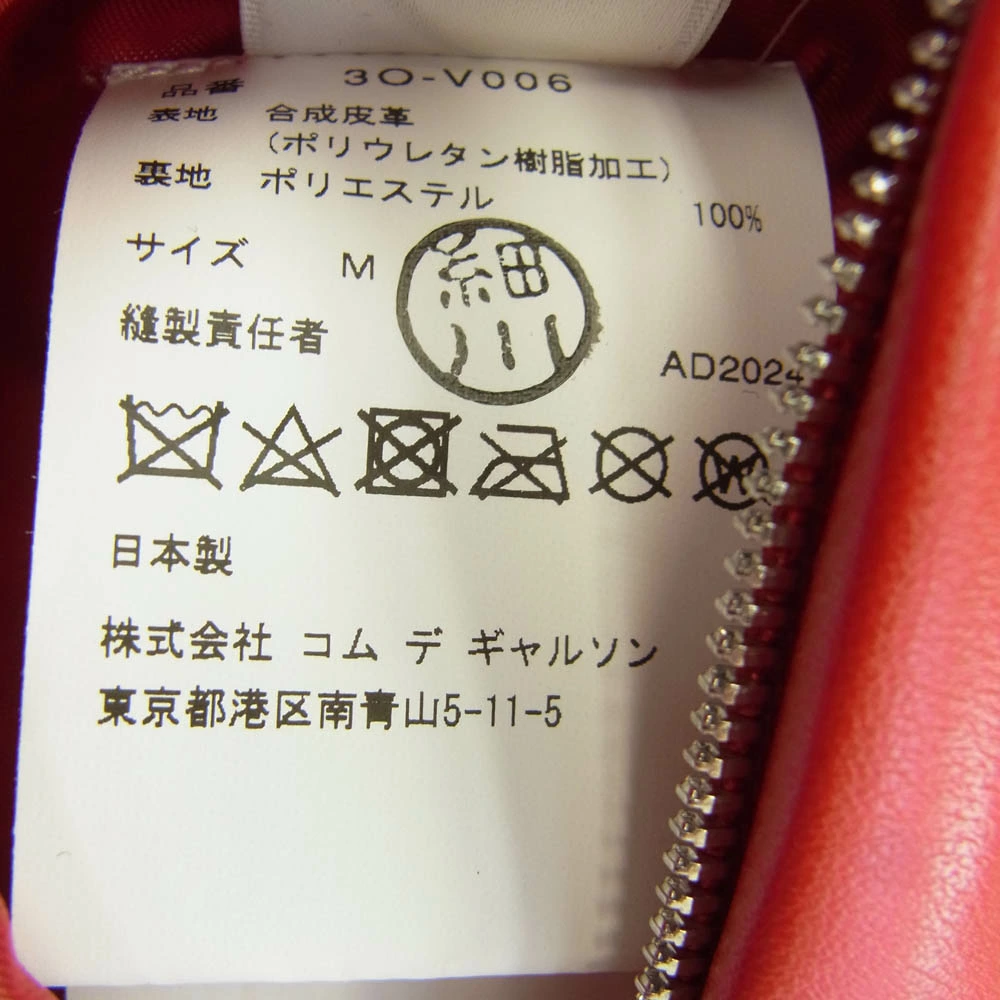 品番 3O-V006
表地 合成皮革
(ポリウレタン樹脂加工)
裏地 ポリエステル 100%
サイズ M
細川
縫製責任者
AD2024
日本製
株式会社 コム デ ギャルソン
東京都港区南青山5-11-5